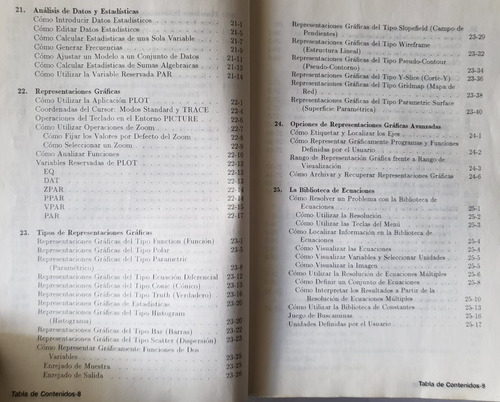 21. Análisis de Datos y Estadísticas
Cómo Introducir Datos Estadísticos 21-1
Cómo Editar Datos Estadísticos 21-5
Cómo Calcular Estadísticas de una Sola Variable 21-5
Cómo Generar Frecuencias 21-
Cómo Ajustar un Modelo a un Conjunto de Datos 21-11
Cómo Calcular Estadísticas de Sumas Algebraicas 21-1
Cómo Utilizar la Variable Reservada PAR 21-14
22. Representaciones Gráficas
Cómo Utilizar la Aplicación PLOT 22-1
Coordenadas del Cursor: Modos Standard y TRACE 22-4
Operaciones del Teclado en el Entorno PICTURE 22-6
Cómo Utilizar Operaciones de Zoom 22-7
Cómo Fijar los Valores por Defecto del Zoom 22-
Cómo Seleccionar un Zoom 22-9
Cómo Analizar Funciones 22-10
Variables Reservadas de PLOT 22-12
EQ 22-13
DAT 22-1
ZPAR 22-14
PPAR 22-14
VPAR 22-15
PAR 22-17
23. Tipos de Representaciones Gráficas
Representaciones Gráficas del Tipo Function (Función) 23-1
Representaciones Gráficas del Tipo Polar 23-
Representaciones Gráficas del Tipo Parametric
(Paramétrico) 23-6
Representaciones Gráficas del Tipo Ecuación Diferencial 23-
Representaciones Gráficas del Tipo Conic (Cónico) 23-
Representaciones Gráficas del Tipo Truth (Verdadero) 23-
Representaciones Gráficas de Estadísticas 23-20
Representaciones Gráficas del Tipo Histogram
(Histograma) 23-20
Representaciones Gráficas del Tipo Bar (Barras) 23-22
Representaciones Gráficas del Tipo Scatter (Dispersión) 23-
Cómo Representar Gráficamente Funciones de Dos
Variables 23-25
Enrejado de Muestra 23-25
Enrejado de Salida 23-26
Tabla de Contenidos-8
Representaciones Gráficas del Tipo Slopefield (Campo de
Pendientes) 23-29
Representaciones Gráficas del Tipo Wireframe
(Estructura Lineal) 23-32
Representaciones Gráficas del Tipo Pseudo-Contour
(Pseudo-Contorno) 23-34
Representaciones Gráficas del Tipo Y-Slice (Corte-Y) 23-36
Representaciones Gráficas del Tipo Gridmap (Mapa de
Red) 23-38
Representaciones Gráficas del Tipo Parametric Surface
(Superficie Paramétrica) 23-40
24. Opciones de Representaciones Gráficas Avanzadas
Cómo Etiquetar y Localizar los Ejes 24-1
Cómo Representar Gráficamente Programas y Funciones
Definidas por el Usuario 24-2
Rango de Representación Gráfica frente a Rango de
Visualización 24-3
Cómo Archivar y Recuperar Representaciones Gráficas 24-6
25. La Biblioteca de Ecuaciones
Cómo Resolver un Problema con la Biblioteca de
Ecuaciones 25-1
Cómo Utilizar la Resolución 25-2
Cómo Utilizar las Teclas del Menú 25-3
Cómo Localizar Información en la Biblioteca de
Ecuaciones 25-4
Cómo Visualizar las Ecuaciones 25-4
Cómo Visualizar Variables y Seleccionar Unidades 25-5
Cómo Visualizar la Imagen 25-5
Cómo Utilizar la Resolución de Ecuaciones Múltiples 25-6
Cómo Definir un Conjunto de Ecuaciones 25-8
Cómo Interpretar los Resultados a Partir de la
Resolución de Ecuaciones Múltiples 25-10
Cómo Utilizar la Biblioteca de Constantes 25-13
Juego de Buscaminas 25-16
Unidades Definidas por el Usuario 25-17
Tabla de Contenidos-9